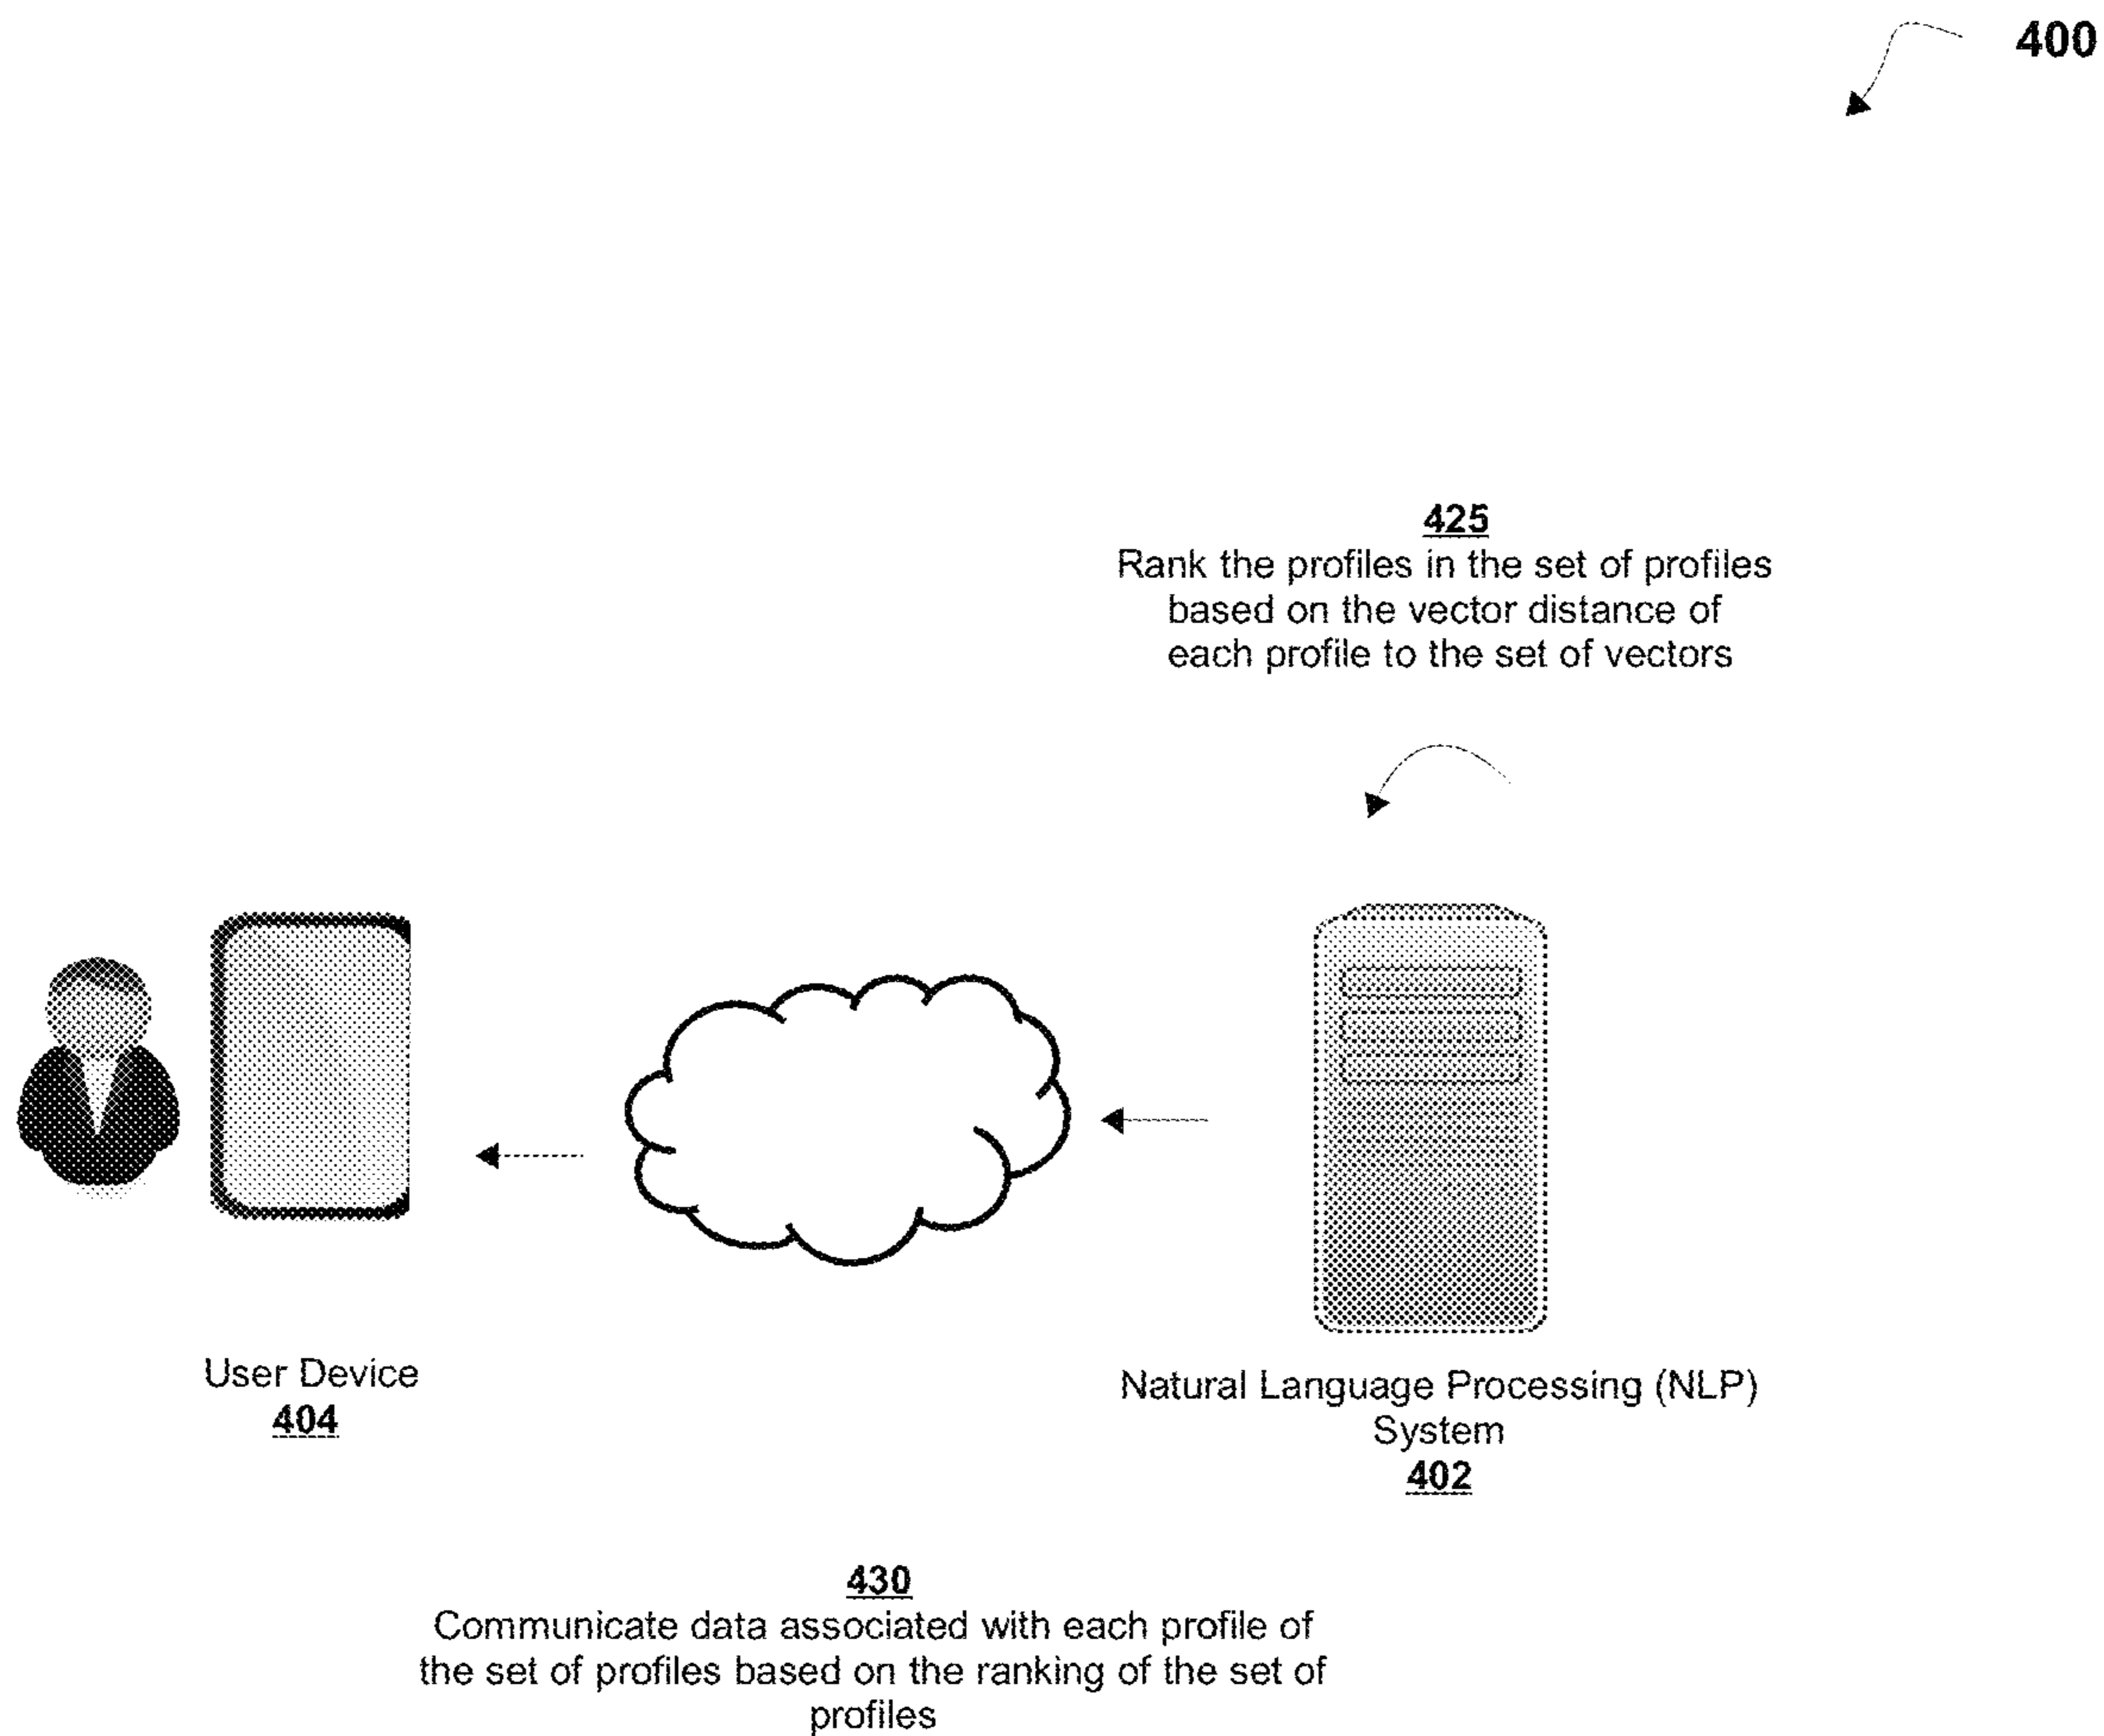 400
425
Rank the profiles in the set of profiles
based on the vector distance of
each profile to the set of vectors
User Device
404
Natural Language Processing (NLP)
System
402
430
Communicate data associated with each profile of
the set of profiles based on the ranking of the set of
profiles